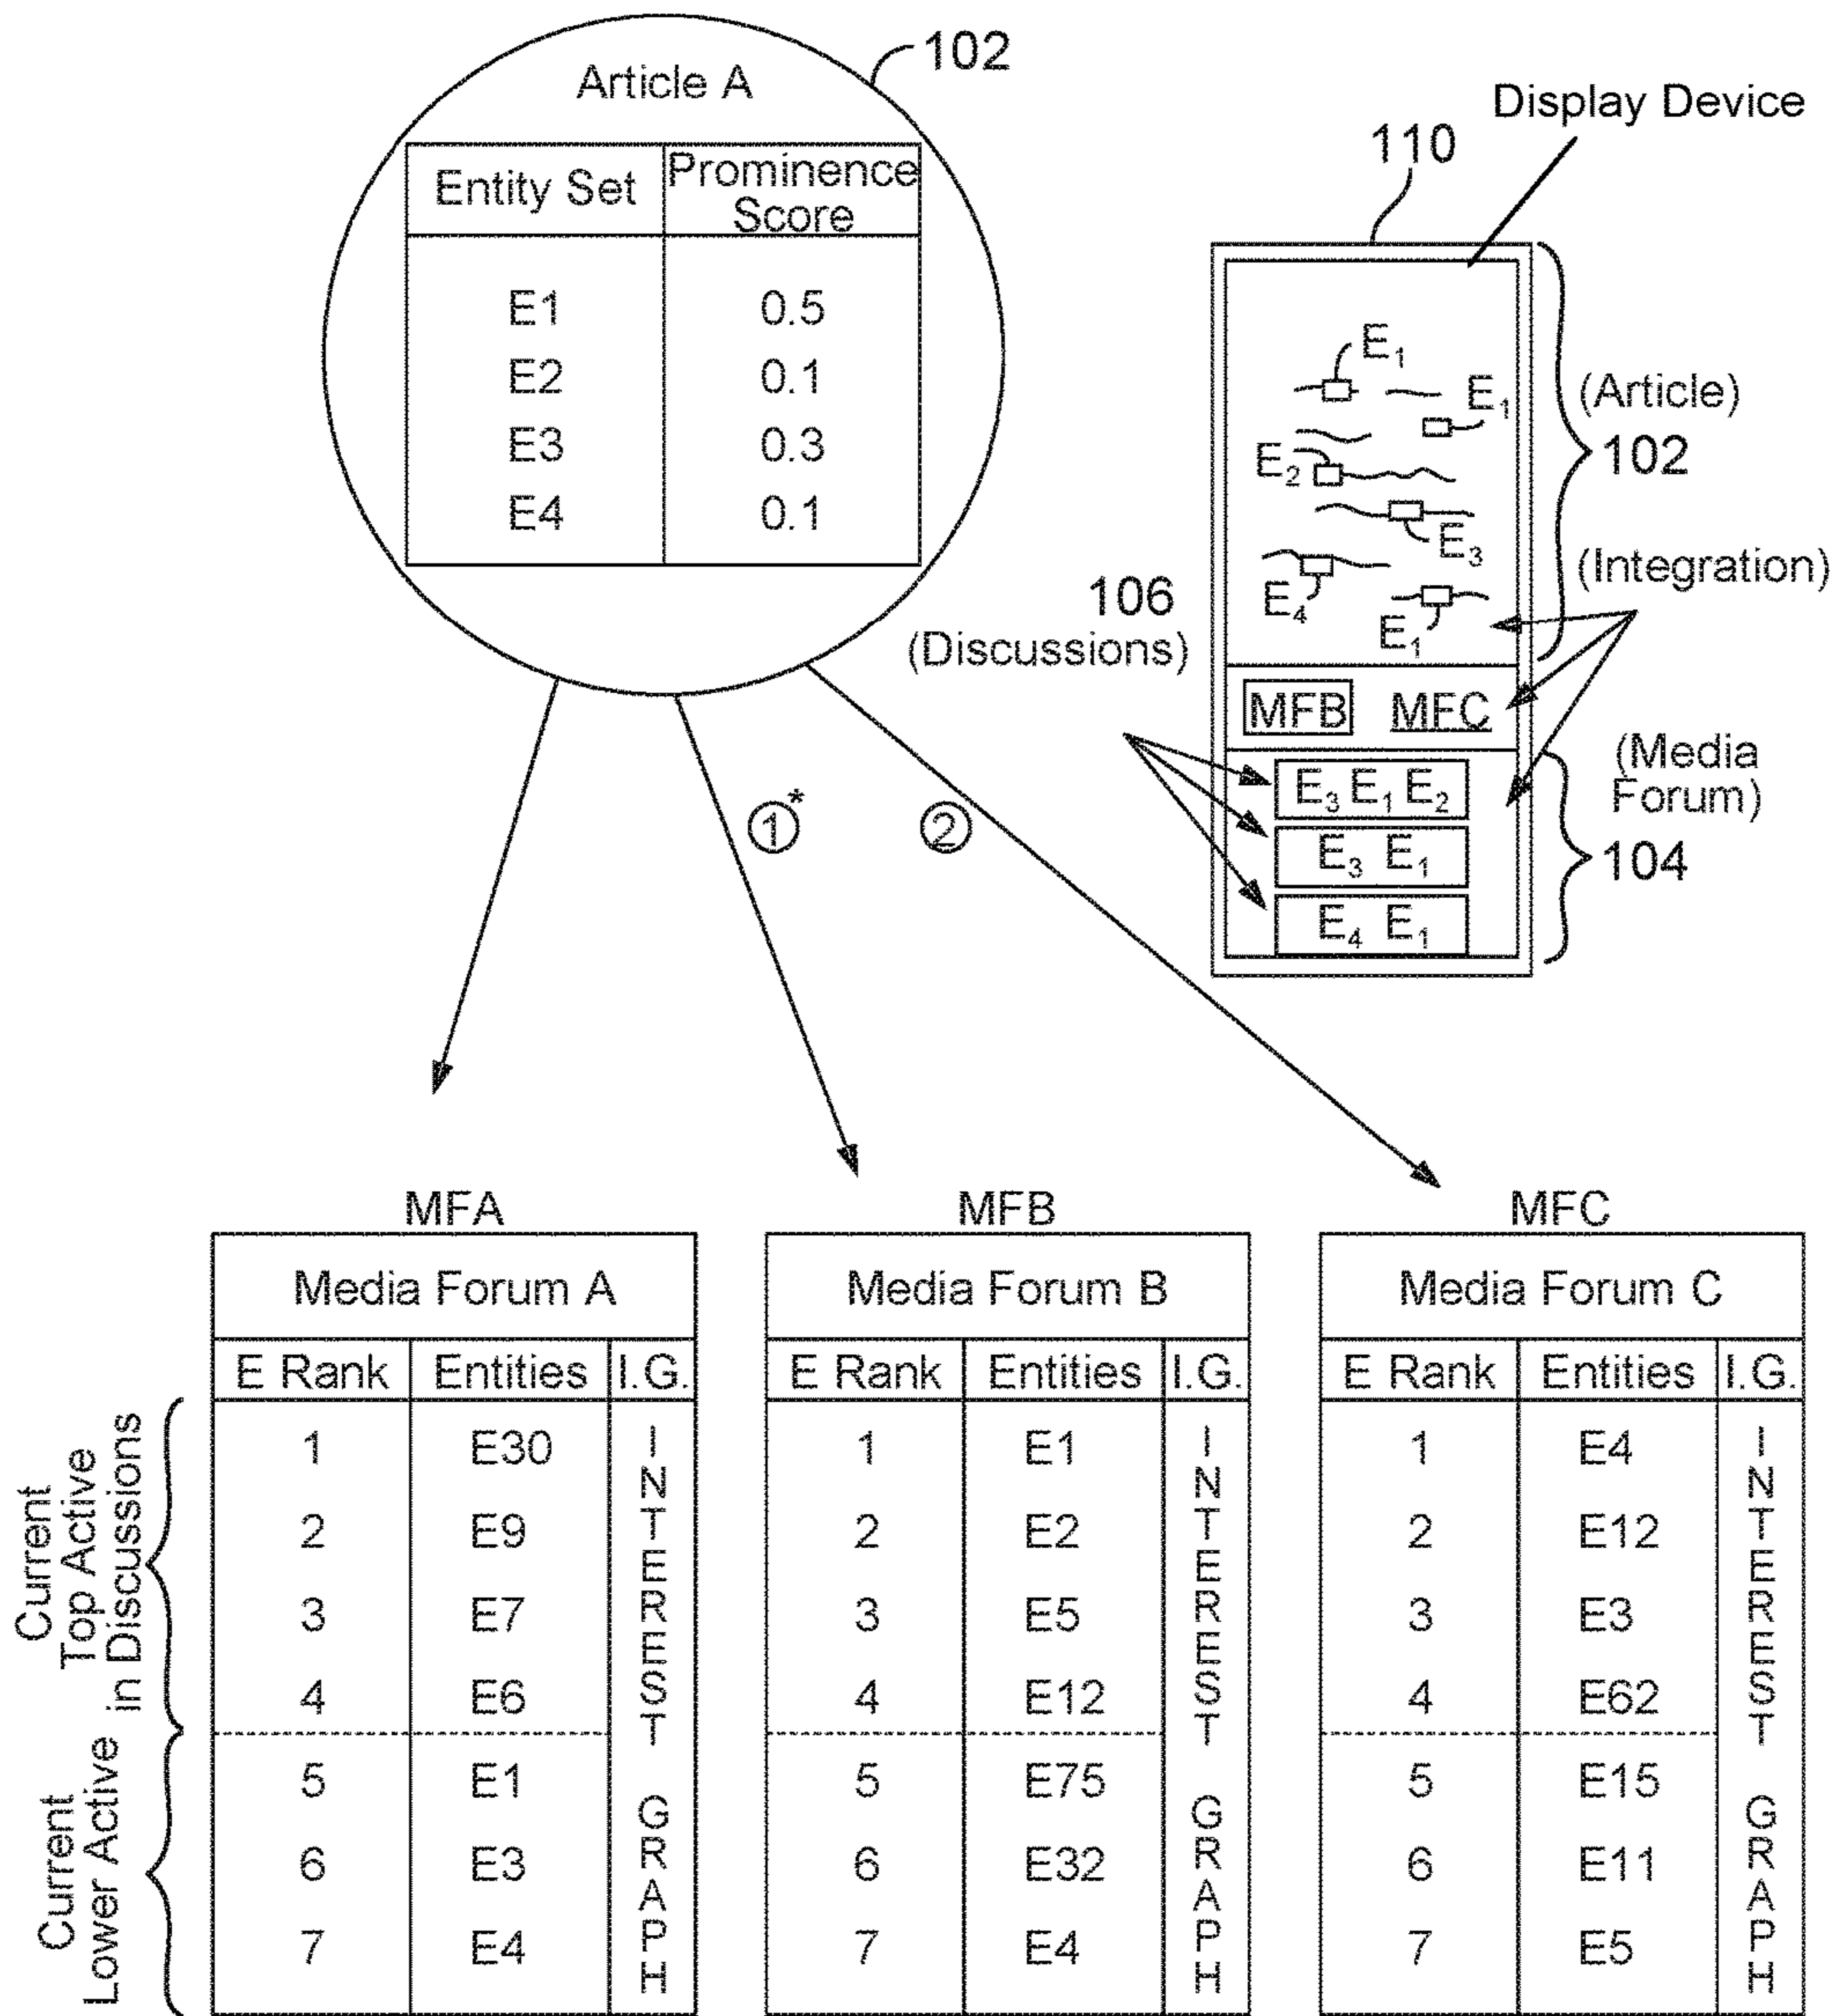 102
Article A
Entity Set Prominence Score
E1 0.5
E2 0.1
E3 0.3
E4 0.1
Display Device
110
E1
E1
E2
E3
E4
E1
(Article)
102
(Integration)
106
(Discussions)
MFB MFC
(Media Forum)
104
E3 E1 E2
E3 E1
E4 E1
1*
2
MFA
Media Forum A
E Rank Entities I.G.
1 E30
2 E9
3 E7
4 E6
5 E1
6 E3
7 E4
INTEREST GRAPH
MFB
Media Forum B
E Rank Entities I.G.
1 E1
2 E2
3 E5
4 E12
5 E75
6 E32
7 E4
INTEREST GRAPH
MFC
Media Forum C
E Rank Entities I.G.
1 E4
2 E12
3 E3
4 E62
5 E15
6 E11
7 E5
INTEREST GRAPH
Current
Top Active
in Discussions
Current
Lower Active